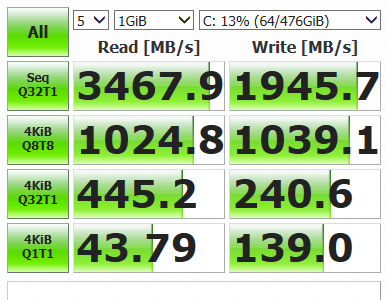 All 5 1GiB C: 13% (64/476GiB)
Read [MB/s] Write [MB/s]
Seq
Q32T1 3467.9 1945.7
4KiB
Q8T8 1024.8 1039.1
4KiB
Q32T1 445.2 240.6
4KiB
Q1T1 43.79 139.0